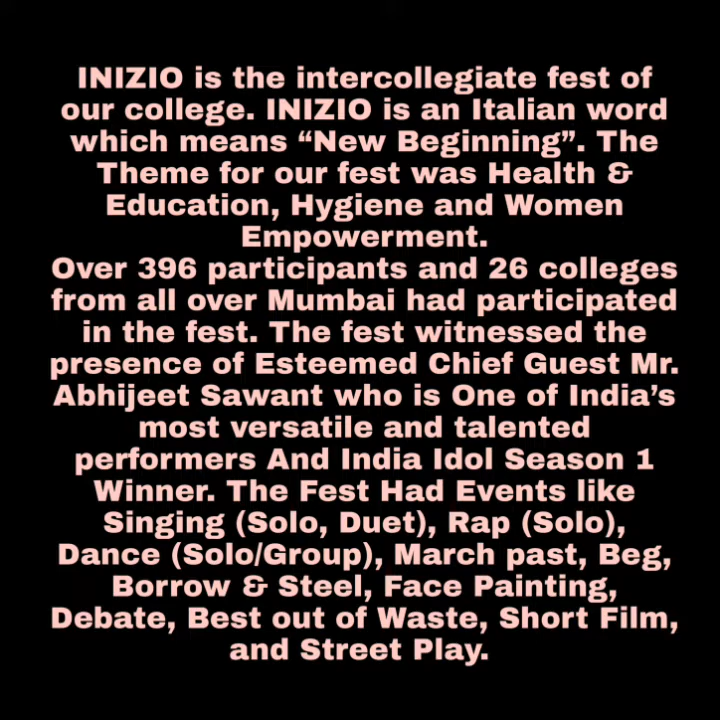 INIZIO is the intercollegiate fest of
our college. INIZIO is an Italian word
which means “New Beginning”. The
Theme for our fest was Health &
Education, Hygiene and Women
Empowerment.
Over 396 participants and 26 colleges
from all over Mumbai had participated
in the fest. The fest witnessed the
presence of Esteemed Chief Guest Mr.
Abhijeet Sawant who is One of India’s
most versatile and talented
performers And India Idol Season 1
Winner. The Fest Had Events like
Singing (Solo, Duet), Rap (Solo),
Dance (Solo/Group), March past, Beg,
Borrow & Steel, Face Painting,
Debate, Best out of Waste, Short Film,
and Street Play.